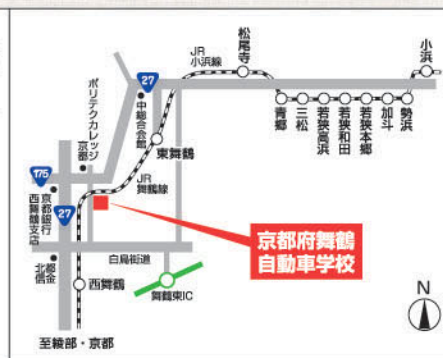 松尾寺
小浜
JR
小浜線
27
ポリテクカレッジ
京都
中総合会館
青郷
三松
若狭高浜
若狭和田
若狭本郷
加斗
勢浜
東舞鶴
175
JR
舞鶴線
京都銀行
西舞鶴支店
27
京都府舞鶴
自動車学校
白鳥街道
北都
信金
西舞鶴
舞鶴東IC
N
至綾部・京都